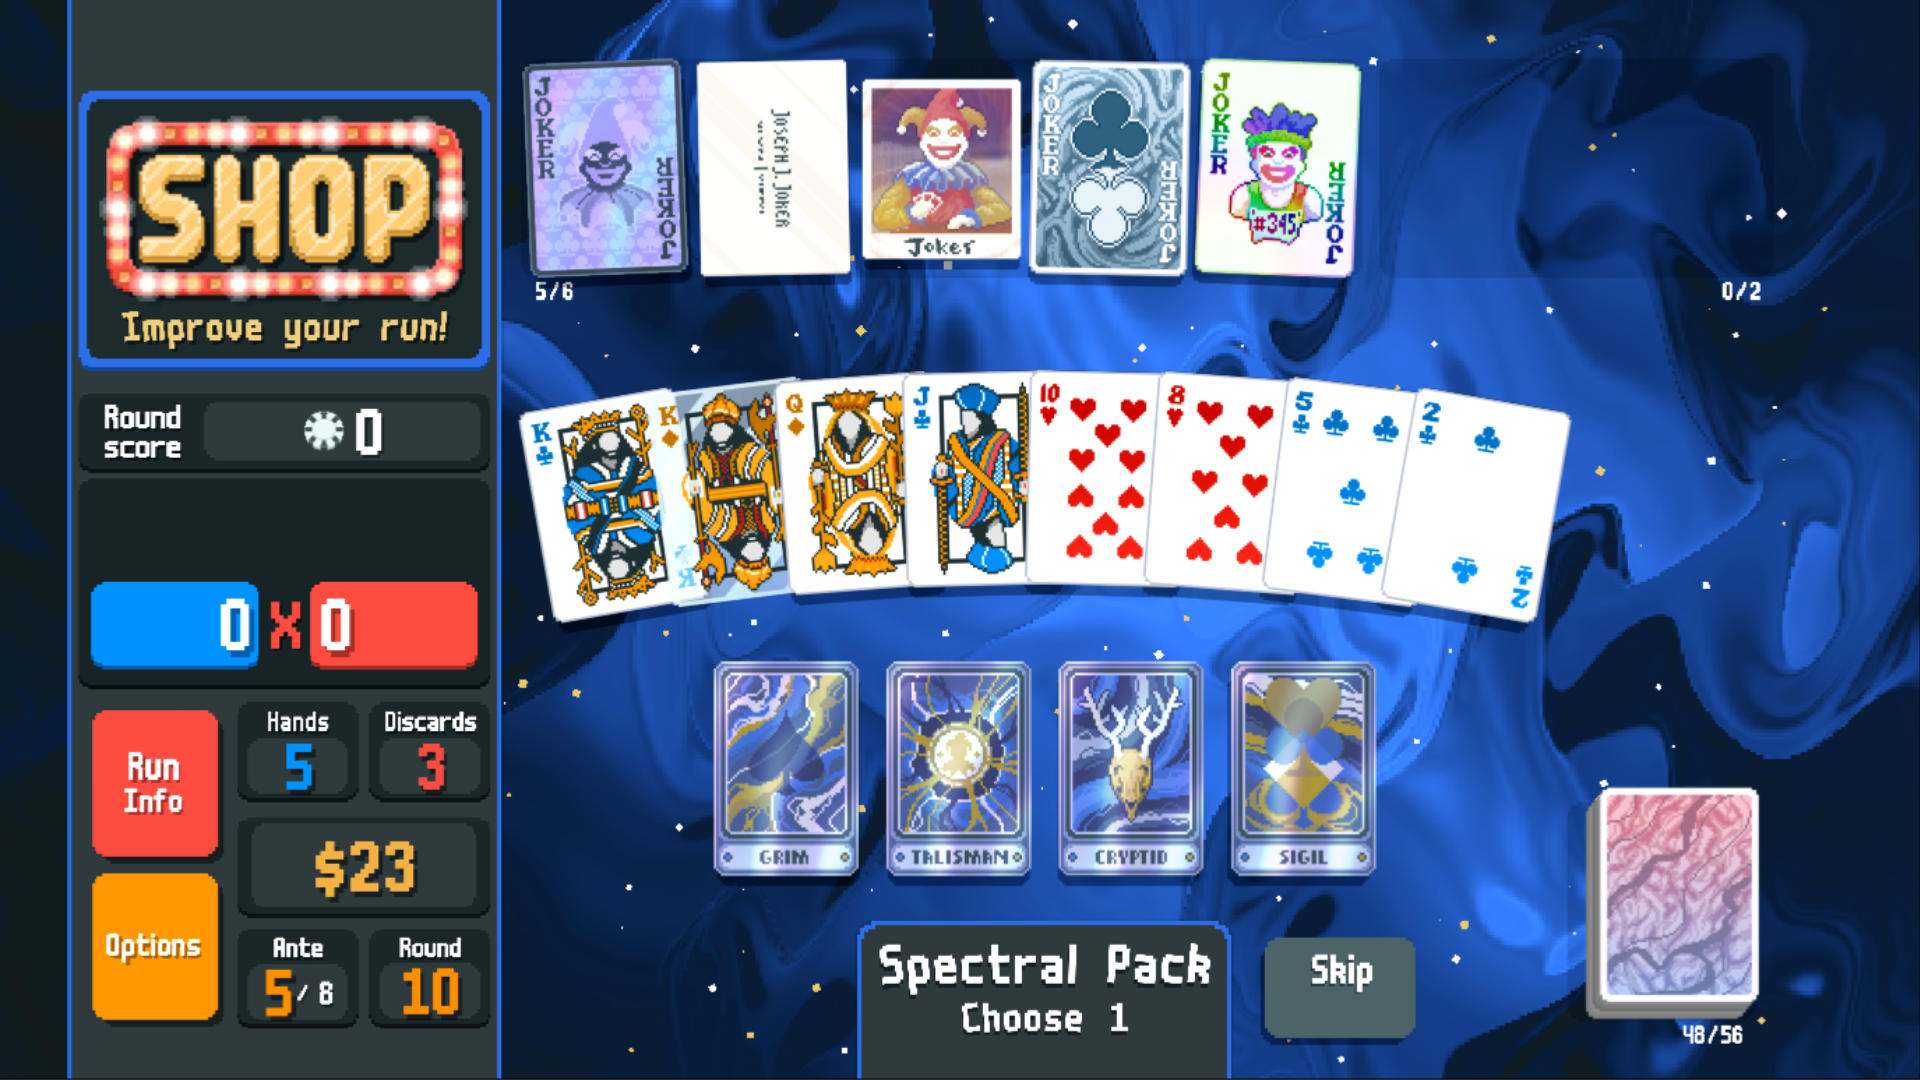 SHOP
Improve your run!
Round score
0
0 X 0
Run Info
Hands
5
Discards
3
$23
Options
Ante
5/8
Round
10
JOKER
JOKER
JOSEPH J. JOKER
Joker
JOKER
JOKER
JOKER
#345
JOKER
5/6
0/2
K
K
K
Q
J
10
8
5
2
2
GRIM
TALISMAN
CRYPTID
SIGIL
Spectral Pack
Choose 1
Skip
48/56